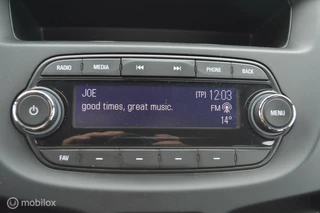 RADIO MEDIA PHONE BACK
JOE [TP] 12:03
good times, great music. FM
14°
MENU
FAV
mobilox